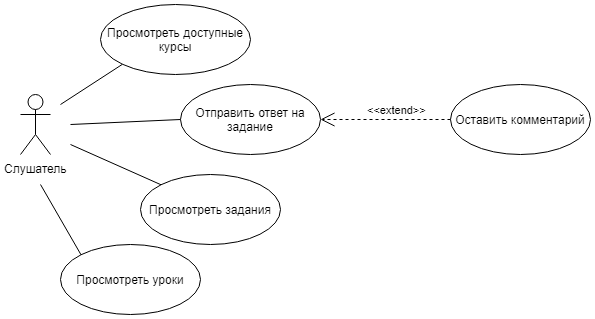 Просмотреть доступные
курсы
Отправить ответ на
задание
<<extend>>
Оставить комментарий
Слушатель
Просмотреть задания
Просмотреть уроки